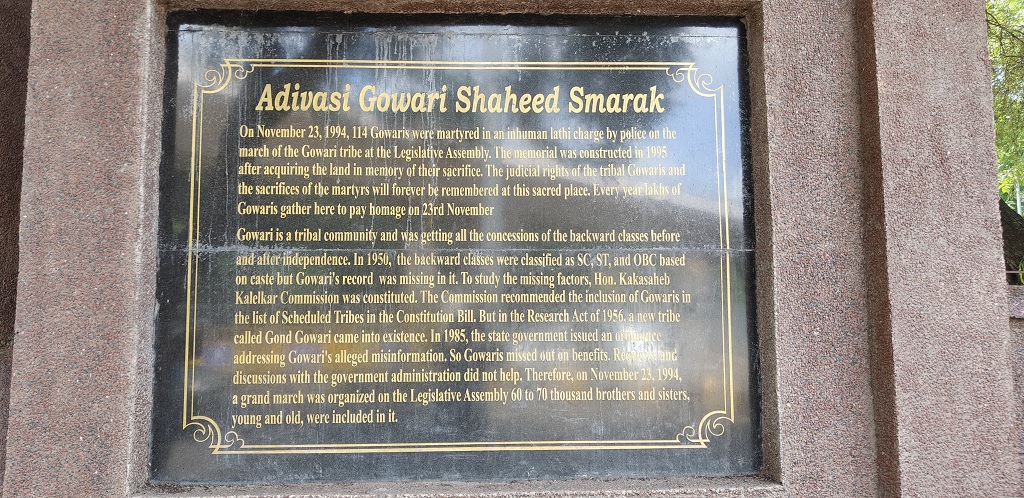 Adivasi Gowari Shaheed Smarak
On November 23, 1994, 114 Gowaris were martyred in an inhuman lathi charge by police on the
march of the Gowari tribe at the Legislative Assembly. The memorial was constructed in 1995
after acquiring the land in memory of their sacrifice. The judicial rights of the tribal Gowaris and
the sacrifices of the martyrs will forever be remembered at this sacred place. Every year lakhs of
Gowaris gather here to pay homage on 23rd November
Gowari is a tribal community and was getting all the concessions of the backward classes before
and after independence. In 1950, the backward classes were classified as SC, ST, and OBC based
on caste but Gowari's record was missing in it. To study the missing factors, Hon. Kakasaheb
Kalelkar Commission was constituted. The Commission recommended the inclusion of Gowaris in
the list of Scheduled Tribes in the Constitution Bill. But in the Research Act of 1956. a new tribe
called Gond Gowari came into existence. In 1985, the state government issued an
addressing Gowari's alleged misinformation. So Gowaris missed out on benefits. and
discussions with the government administration did not help. Therefore, on November 23, 1994,
a grand march was organized on the Legislative Assembly 60 to 70 thousand brothers and sisters,
young and old, were included in it.